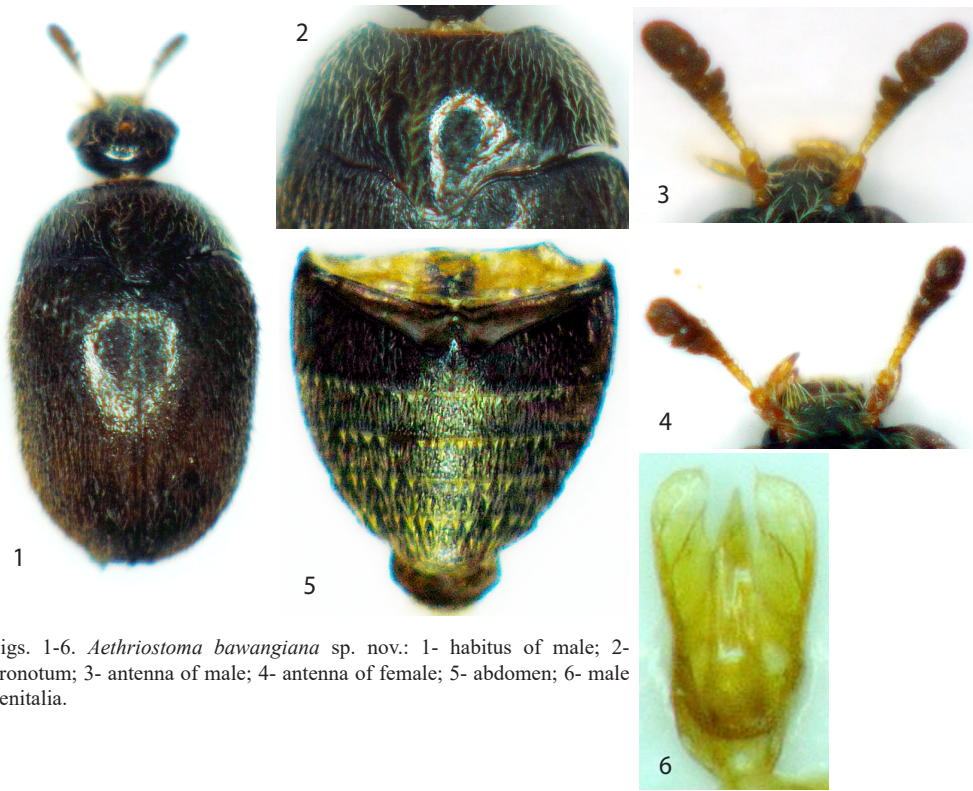 1
2
3
4
5
6
igs. 1-6. Aethriostoma bawangiana sp. nov.: 1- habitus of male; 2-
ronotum; 3- antenna of male; 4- antenna of female; 5- abdomen; 6- male
enitalia.